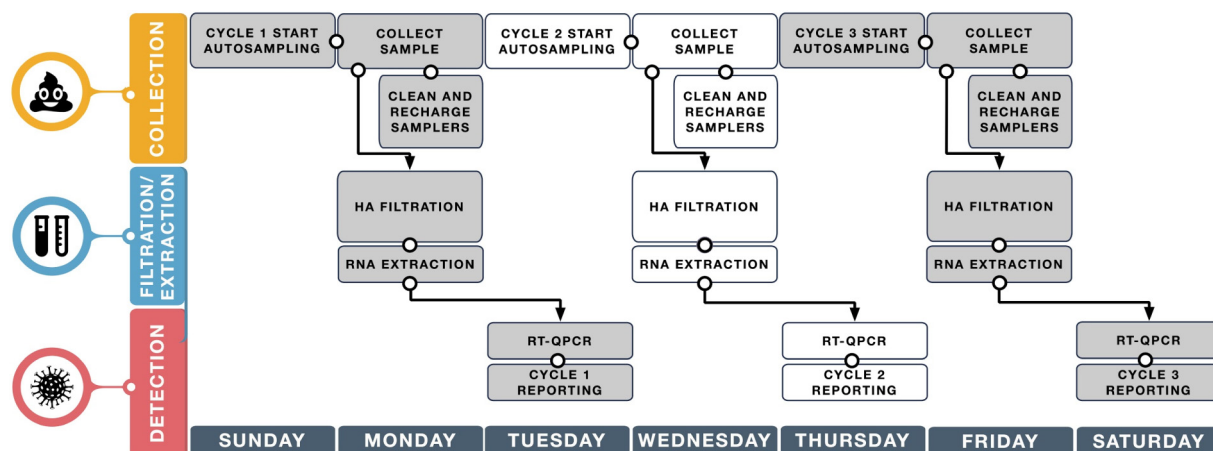 COLLECTION
CYCLE 1 START
AUTOSAMPLING
COLLECT
SAMPLE
CYCLE 2 START
AUTOSAMPLING
COLLECT
SAMPLE
CYCLE 3 START
AUTOSAMPLING
COLLECT
SAMPLE
CLEAN AND
RECHARGE
SAMPLERS
CLEAN AND
RECHARGE
SAMPLERS
CLEAN AND
RECHARGE
SAMPLERS
FILTRATION/
EXTRACTION
HA FILTRATION
HA FILTRATION
HA FILTRATION
RNA EXTRACTION
RNA EXTRACTION
RNA EXTRACTION
DETECTION
RT-QPCR
RT-QPCR
RT-QPCR
CYCLE 1
REPORTING
CYCLE 2
REPORTING
CYCLE 3
REPORTING
SUNDAY
MONDAY
TUESDAY
WEDNESDAY
THURSDAY
FRIDAY
SATURDAY